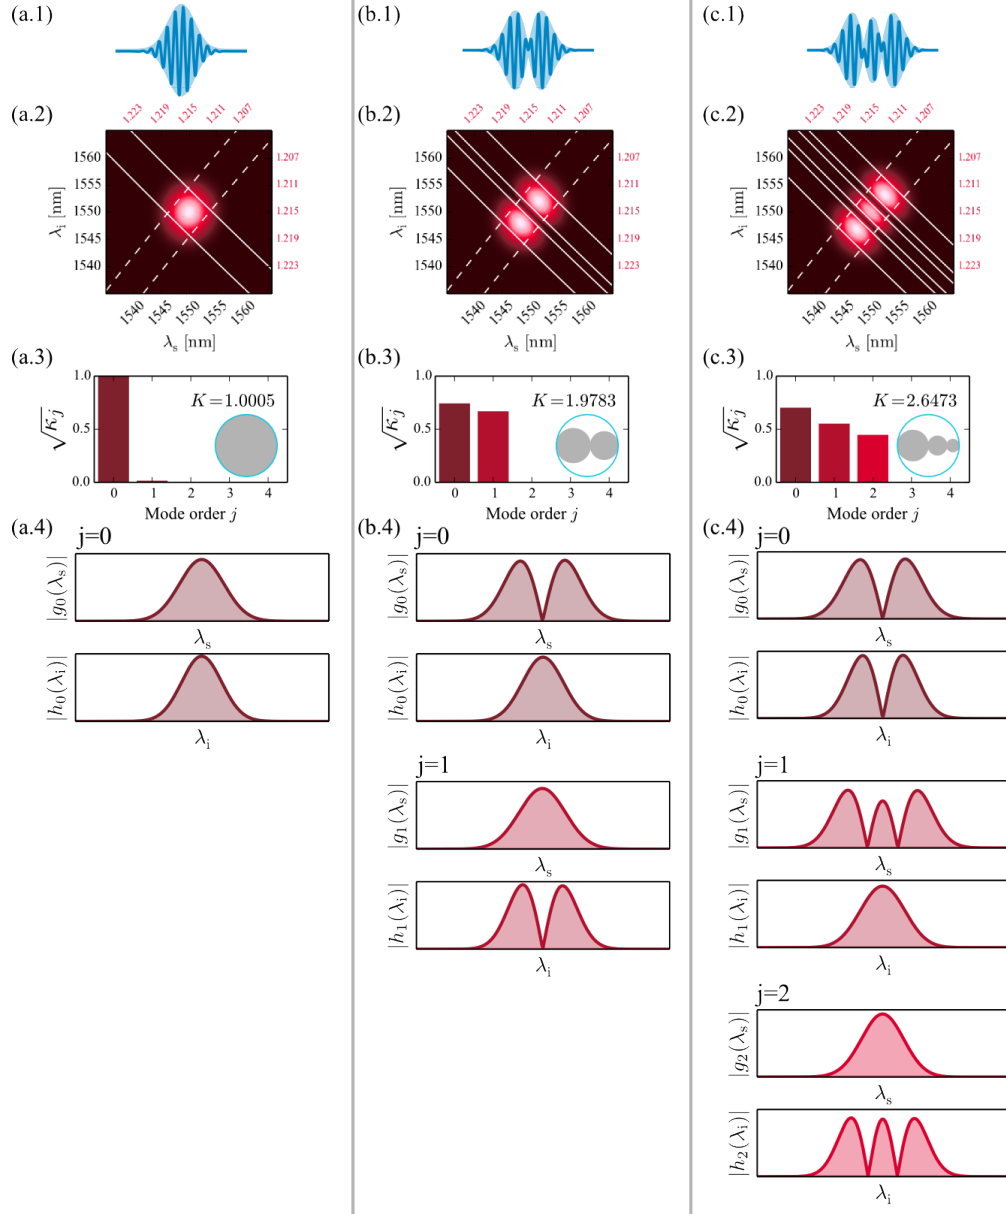 (a.1)
(b.1)
(c.1)
(a.2)
1.223 1.219 1.215 1.211 1.207
1560
1555
1550
1545
1540
λi [nm]
1.207
1.211
1.215
1.219
1.223
1540 1545 1550 1555 1560
λs [nm]
(b.2)
1.223 1.219 1.215 1.211 1.207
1560
1555
1550
1545
1540
λi [nm]
1.207
1.211
1.215
1.219
1.223
1540 1545 1550 1555 1560
λs [nm]
(c.2)
1.223 1.219 1.215 1.211 1.207
1560
1555
1550
1545
1540
λi [nm]
1.207
1.211
1.215
1.219
1.223
1540 1545 1550 1555 1560
λs [nm]
(a.3)
1.0
0.5
0.0
√κj
K=1.0005
0 1 2 3 4
Mode order j
(b.3)
1.0
0.5
0.0
√κj
K=1.9783
0 1 2 3 4
Mode order j
(c.3)
1.0
0.5
0.0
√κj
K=2.6473
0 1 2 3 4
Mode order j
(a.4)
j=0
|g0(λs)|
λs
|h0(λi)|
λi
(b.4)
j=0
|g0(λs)|
λs
|h0(λi)|
λi
j=1
|g1(λs)|
λs
|h1(λi)|
λi
(c.4)
j=0
|g0(λs)|
λs
|h0(λi)|
λi
j=1
|g1(λs)|
λs
|h1(λi)|
λi
j=2
|g2(λs)|
λs
|h2(λi)|
λi